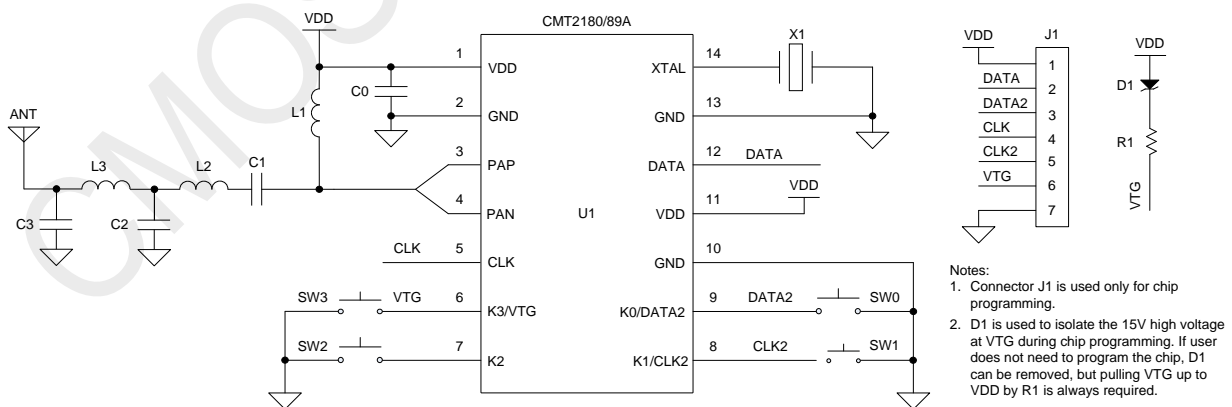 CMOS
VDD
CMT2180/89A
ANT
L3
L2
C1
C3
C2
L1
C0
1
VDD
2
GND
3
PAP
4
PAN
CLK
5
CLK
SW3
VTG
6
K3/VTG
SW2
7
K2
U1
X1
14
XTAL
13
GND
12
DATA
DATA
VDD
11
VDD
10
GND
9
K0/DATA2
DATA2
SW0
8
K1/CLK2
CLK2
SW1
VDD
J1
1
DATA
2
DATA2
3
CLK
4
CLK2
5
VTG
6
7
VDD
D1
R1
VTG
Notes:
1. Connector J1 is used only for chip
programming.
2. D1 is used to isolate the 15V high voltage
at VTG during chip programming. If user
does not need to program the chip, D1
can be removed, but pulling VTG up to
VDD by R1 is always required.